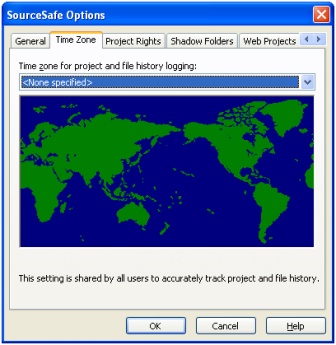 SourceSafe Options
General Time Zone Project Rights Shadow Folders Web Projects
Time zone for project and file history logging:
<None specified>
This setting is shared by all users to accurately track project and file history.
OK Cancel Help